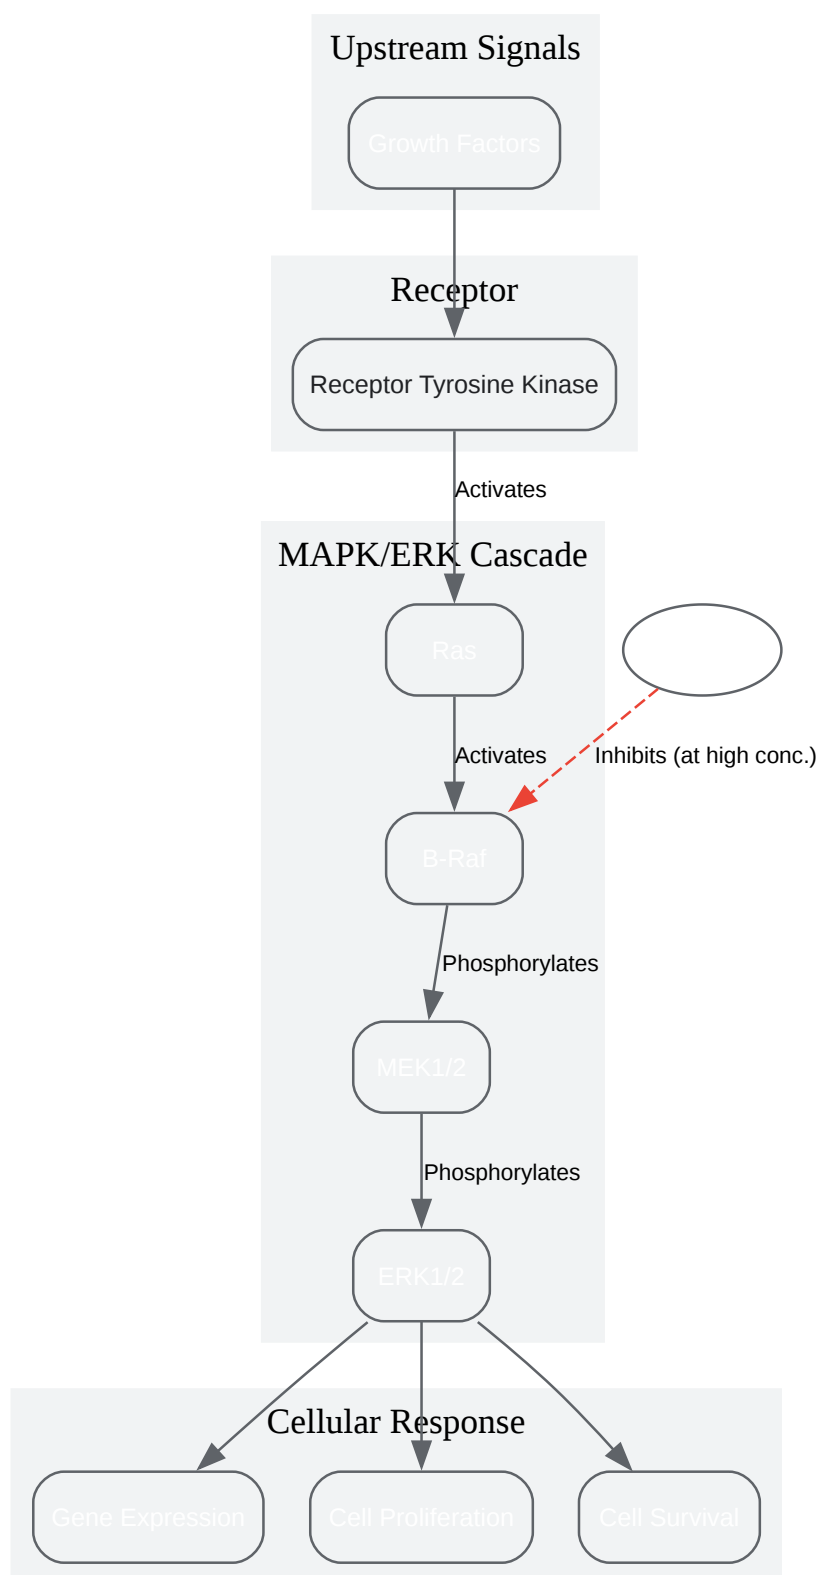 Upstream Signals
Growth Factors
Receptor
Receptor Tyrosine Kinase
Activates
MAPK/ERK Cascade
Ras
Activates
Inhibits (at high conc.)
B-Raf
Phosphorylates
MEK1/2
Phosphorylates
ERK1/2
Cellular Response
Gene Expression
Cell Proliferation
Cell Survival